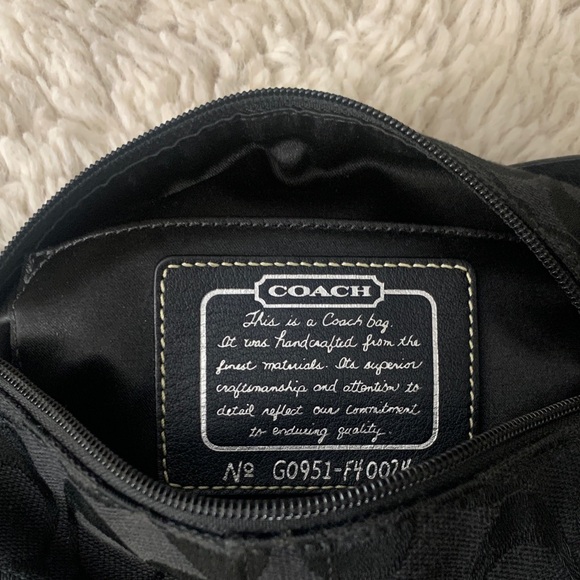 COACH
This is a Coach bag.
It was handcrafted from the
finest materials. Its superior
craftsmanship and attention to
detail reflect our commitment
to enduring quality.
Nº G0951-F40024